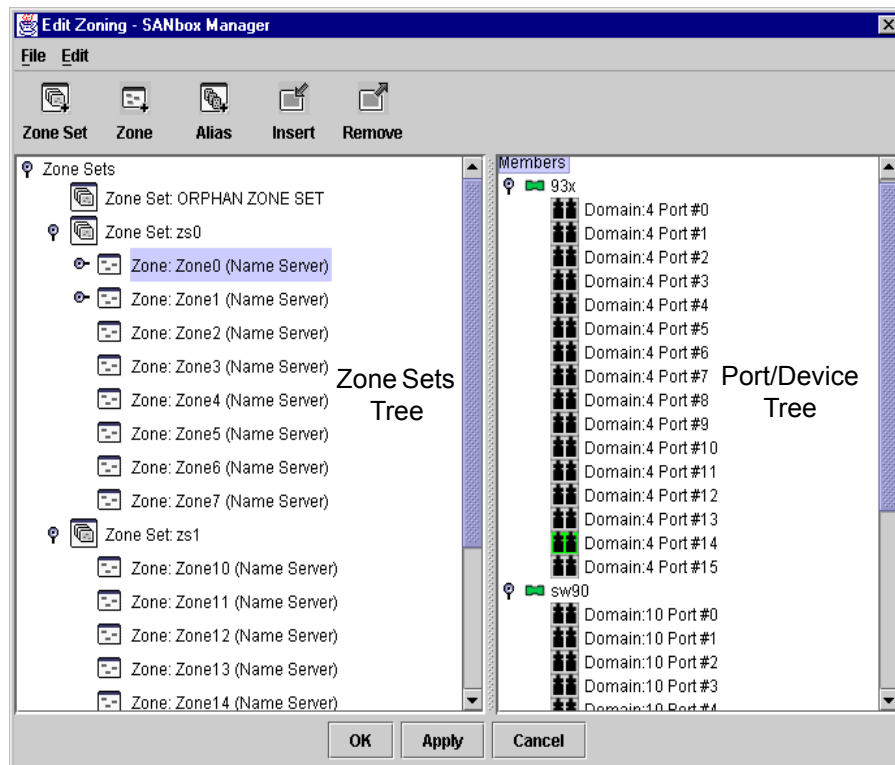 Edit Zoning - SANbox Manager
File Edit
Zone Set Zone Alias Insert Remove
Zone Sets
Zone Set: ORPHAN ZONE SET
Zone Set: zs0
Zone: Zone0 (Name Server)
Zone: Zone1 (Name Server)
Zone: Zone2 (Name Server)
Zone: Zone3 (Name Server)
Zone: Zone4 (Name Server)
Zone: Zone5 (Name Server)
Zone: Zone6 (Name Server)
Zone: Zone7 (Name Server)
Zone Set: zs1
Zone: Zone10 (Name Server)
Zone: Zone11 (Name Server)
Zone: Zone12 (Name Server)
Zone: Zone13 (Name Server)
Zone: Zone14 (Name Server)
Zone Sets
Tree
Members
93x
Domain:4 Port #0
Domain:4 Port #1
Domain:4 Port #2
Domain:4 Port #3
Domain:4 Port #4
Domain:4 Port #5
Domain:4 Port #6
Domain:4 Port #7
Domain:4 Port #8
Domain:4 Port #9
Domain:4 Port #10
Domain:4 Port #11
Domain:4 Port #12
Domain:4 Port #13
Domain:4 Port #14
Domain:4 Port #15
sw90
Domain:10 Port #0
Domain:10 Port #1
Domain:10 Port #2
Domain:10 Port #3
Domain:10 Port #4
Port/Device
Tree
OK Apply Cancel